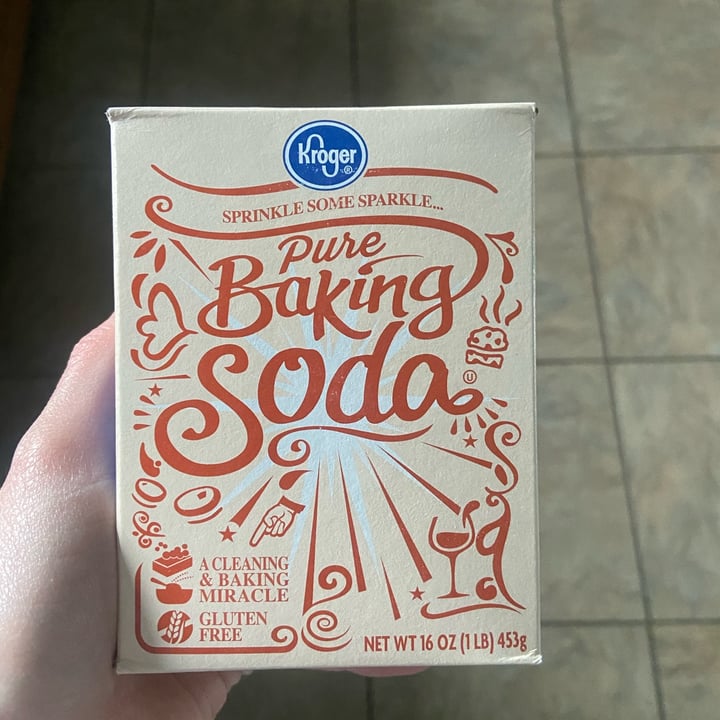 Kroger®
SPRINKLE SOME SPARKLE...
Pure
Baking
Soda
U
A CLEANING
& BAKING
MIRACLE
GLUTEN
FREE
NET WT 16 OZ (1 LB) 453g